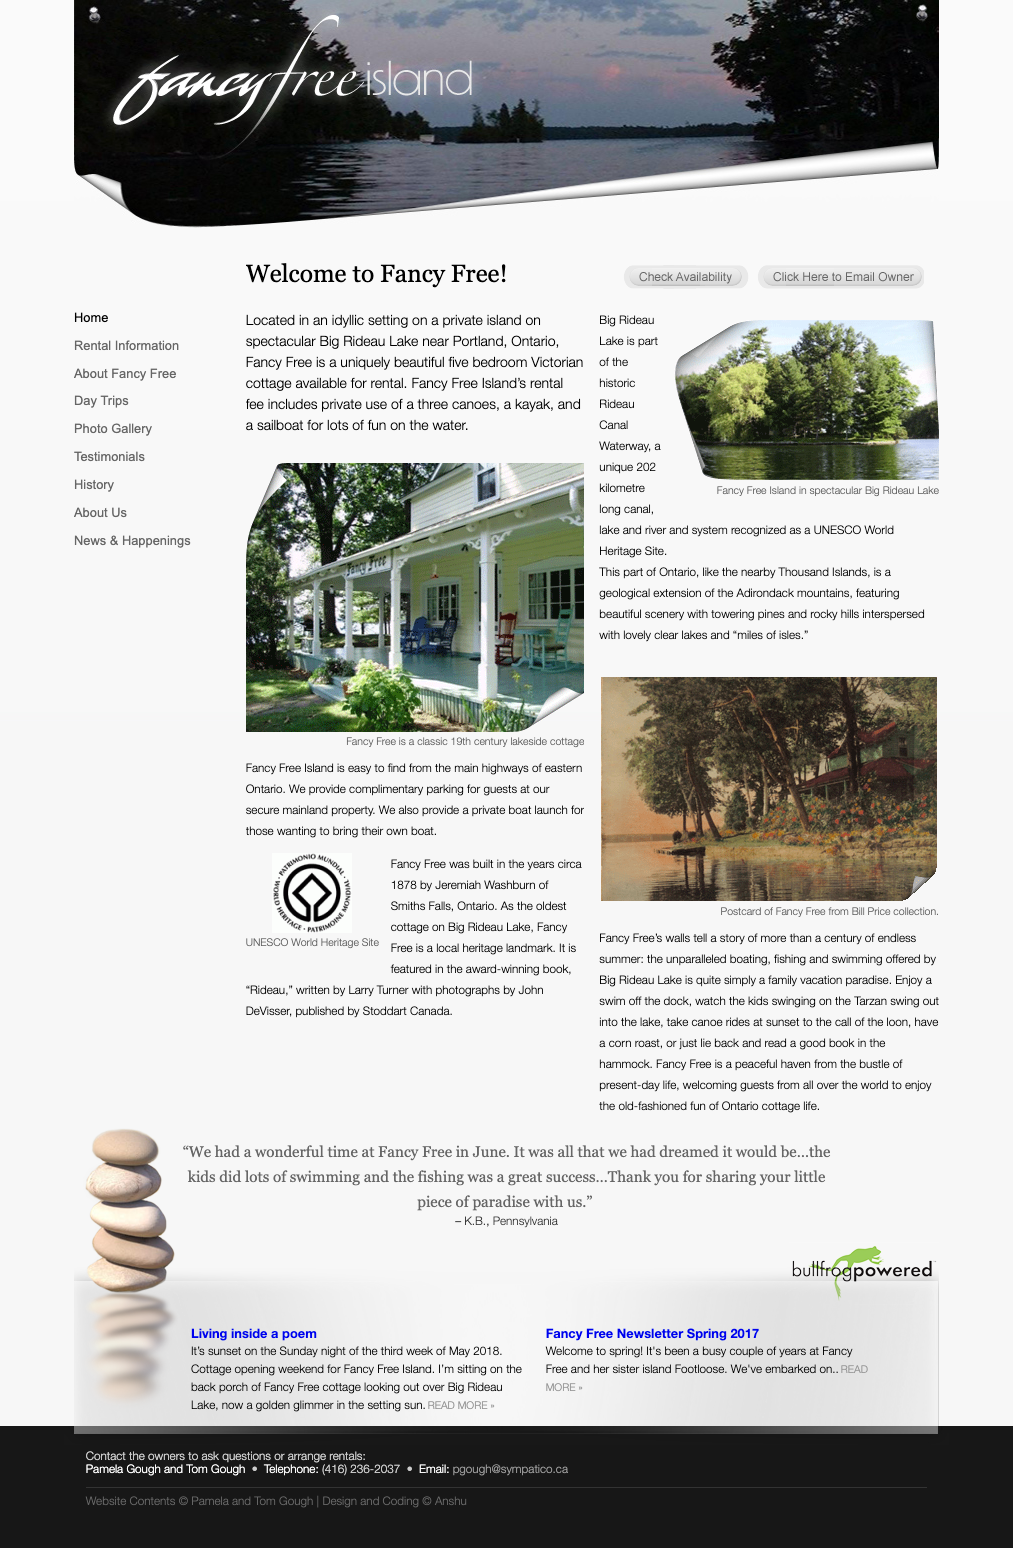 fancyfreeisland
Welcome to Fancy Free!
Check Availability
Click Here to Email Owner
Home
Rental Information
About Fancy Free
Day Trips
Photo Gallery
Testimonials
History
About Us
News & Happenings
Located in an idyllic setting on a private island on
spectacular Big Rideau Lake near Portland, Ontario,
Fancy Free is a uniquely beautiful five bedroom Victorian
cottage available for rental. Fancy Free Island’s rental
fee includes private use of a three canoes, a kayak, and
a sailboat for lots of fun on the water.
Fancy Free
Fancy Free is a classic 19th century lakeside cottage
Fancy Free Island is easy to find from the main highways of eastern
Ontario. We provide complimentary parking for guests at our
secure mainland property. We also provide a private boat launch for
those wanting to bring their own boat.
PATRIMONIO MUNDIAL • WORLD HERITAGE • PATRIMOINE MONDIAL •
UNESCO World Heritage Site
Fancy Free was built in the years circa
1878 by Jeremiah Washburn of
Smiths Falls, Ontario. As the oldest
cottage on Big Rideau Lake, Fancy
Free is a local heritage landmark. It is
featured in the award-winning book,
“Rideau,” written by Larry Turner with photographs by John
DeVisser, published by Stoddart Canada.
Big Rideau
Lake is part
of the
historic
Rideau
Canal
Waterway, a
unique 202
kilometre
long canal,
Fancy Free Island in spectacular Big Rideau Lake
lake and river and system recognized as a UNESCO World
Heritage Site.
This part of Ontario, like the nearby Thousand Islands, is a
geological extension of the Adirondack mountains, featuring
beautiful scenery with towering pines and rocky hills interspersed
with lovely clear lakes and “miles of isles.”
Postcard of Fancy Free from Bill Price collection.
Fancy Free’s walls tell a story of more than a century of endless
summer: the unparalleled boating, fishing and swimming offered by
Big Rideau Lake is quite simply a family vacation paradise. Enjoy a
swim off the dock, watch the kids swinging on the Tarzan swing out
into the lake, take canoe rides at sunset to the call of the loon, have
a corn roast, or just lie back and read a good book in the
hammock. Fancy Free is a peaceful haven from the bustle of
present-day life, welcoming guests from all over the world to enjoy
the old-fashioned fun of Ontario cottage life.
“We had a wonderful time at Fancy Free in June. It was all that we had dreamed it would be...the
kids did lots of swimming and the fishing was a great success...Thank you for sharing your little
piece of paradise with us.”
– K.B., Pennsylvania
bullfrogpowered
Living inside a poem
It’s sunset on the Sunday night of the third week of May 2018.
Cottage opening weekend for Fancy Free Island. I’m sitting on the
back porch of Fancy Free cottage looking out over Big Rideau
Lake, now a golden glimmer in the setting sun. READ MORE »
Fancy Free Newsletter Spring 2017
Welcome to spring! It's been a busy couple of years at Fancy
Free and her sister island Footloose. We've embarked on.. READ
MORE »
Contact the owners to ask questions or arrange rentals:
Pamela Gough and Tom Gough • Telephone: (416) 236-2037 • Email: pgough@sympatico.ca
Website Contents © Pamela and Tom Gough | Design and Coding © Anshu